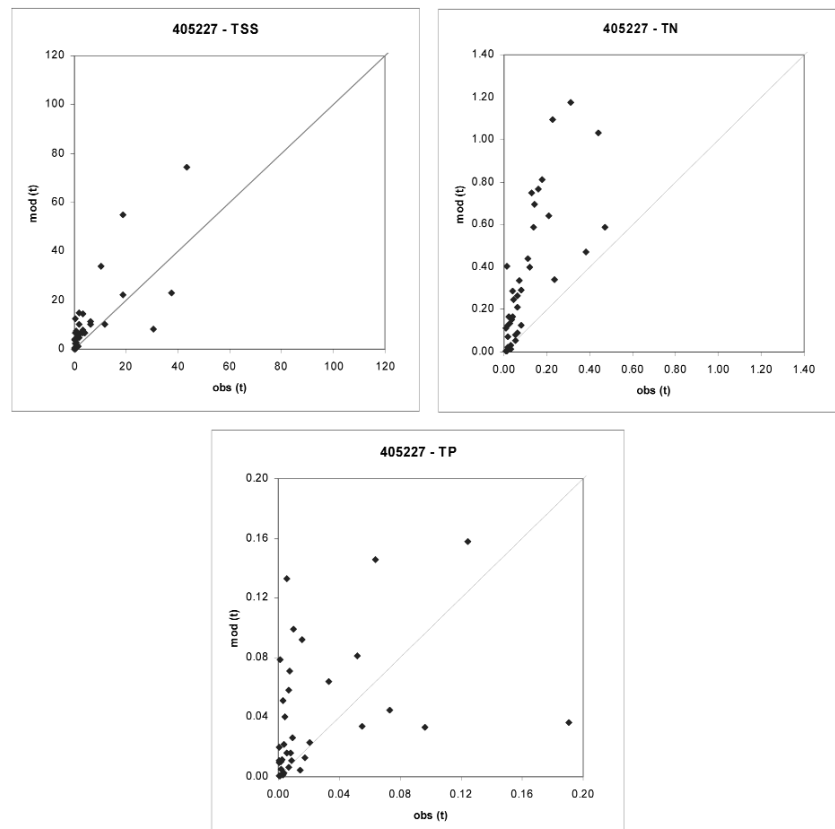 405227 - TSS
120
100
80
60
40
20
0
0 20 40 60 80 100 120
mod (t)
obs (t)
405227 - TN
1.40
1.20
1.00
0.80
0.60
0.40
0.20
0.00
0.00 0.20 0.40 0.60 0.80 1.00 1.20 1.40
mod (t)
obs (t)
405227 - TP
0.20
0.16
0.12
0.08
0.04
0.00
0.00 0.04 0.08 0.12 0.16 0.20
mod (t)
obs (t)